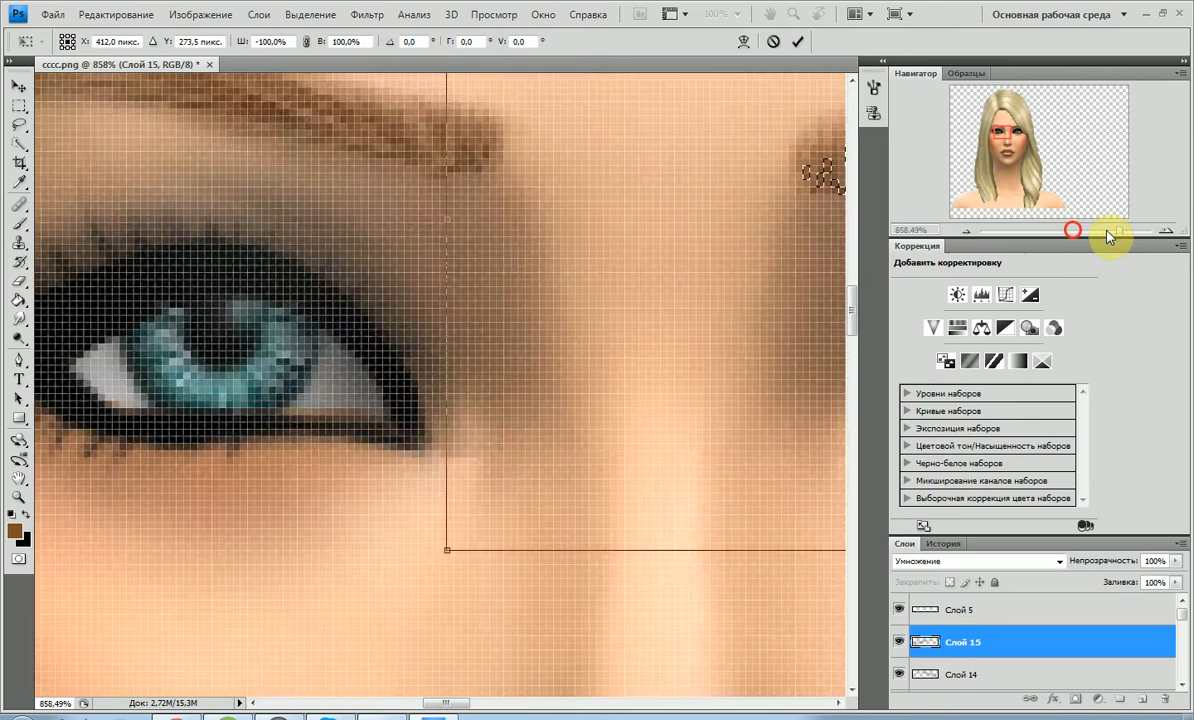 Ps Файл Редактирование Изображение Слои Выделение Фильтр Анализ 3D Просмотр Окно Справка Br 100% Основная рабочая среда
X: 412,0 пикс. Y: 273,5 пикс. Ш: -100,0% В: 100,0% 0,0 ° Г: 0,0 ° V: 0,0 °
cccc.png @ 858% (Слой 15, RGB/8) *
Навигатор Образцы
858.49%
Коррекция
Добавить корректировку
Уровни наборов
Кривые наборов
Экспозиция наборов
Цветовой тон/Насыщенность наборов
Черно-белое наборов
Микширование каналов наборов
Выборочная коррекция цвета наборов
Слои История
Умножение Непрозрачность: 100%
Закрепить: Заливка: 100%
Слой 5
Слой 15
Слой 14
858,49% Док: 2,72M/15,3M